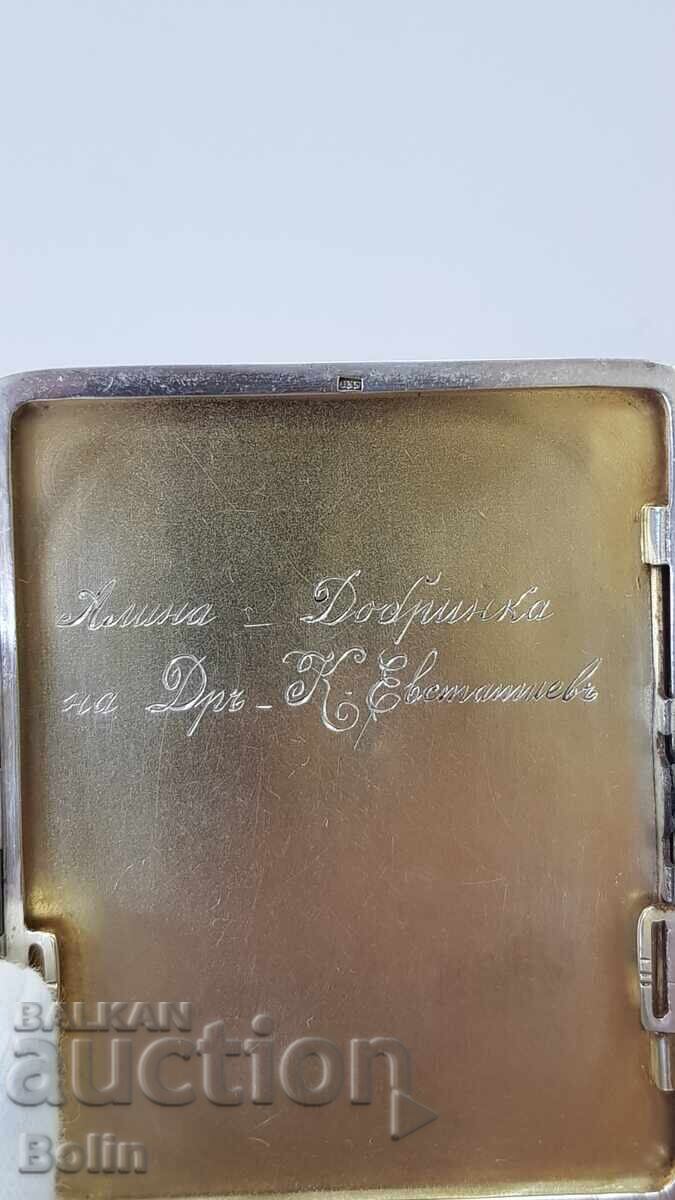 Алина - Добринка
на Дръ - К. Евстатиевъ
BALKAN
auction
Bolin